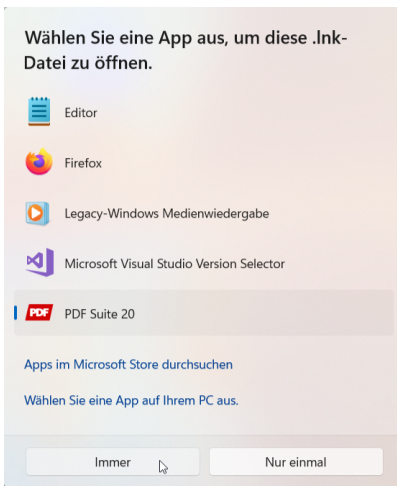 Wählen Sie eine App aus, um diese .lnk-
Datei zu öffnen.
Editor
Firefox
Legacy-Windows Medienwiedergabe
Microsoft Visual Studio Version Selector
PDF
PDF Suite 20
Apps im Microsoft Store durchsuchen
Wählen Sie eine App auf Ihrem PC aus.
Immer
Nur einmal